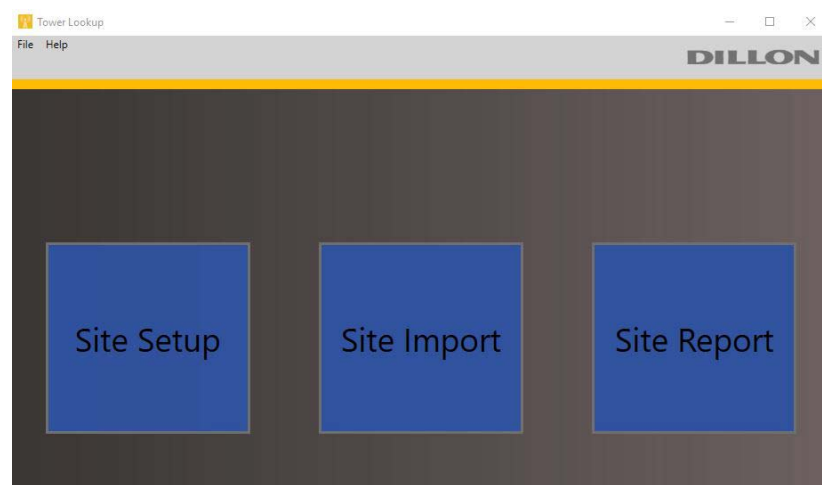 Tower Lookup
File Help
DILLON
Site Setup
Site Import
Site Report